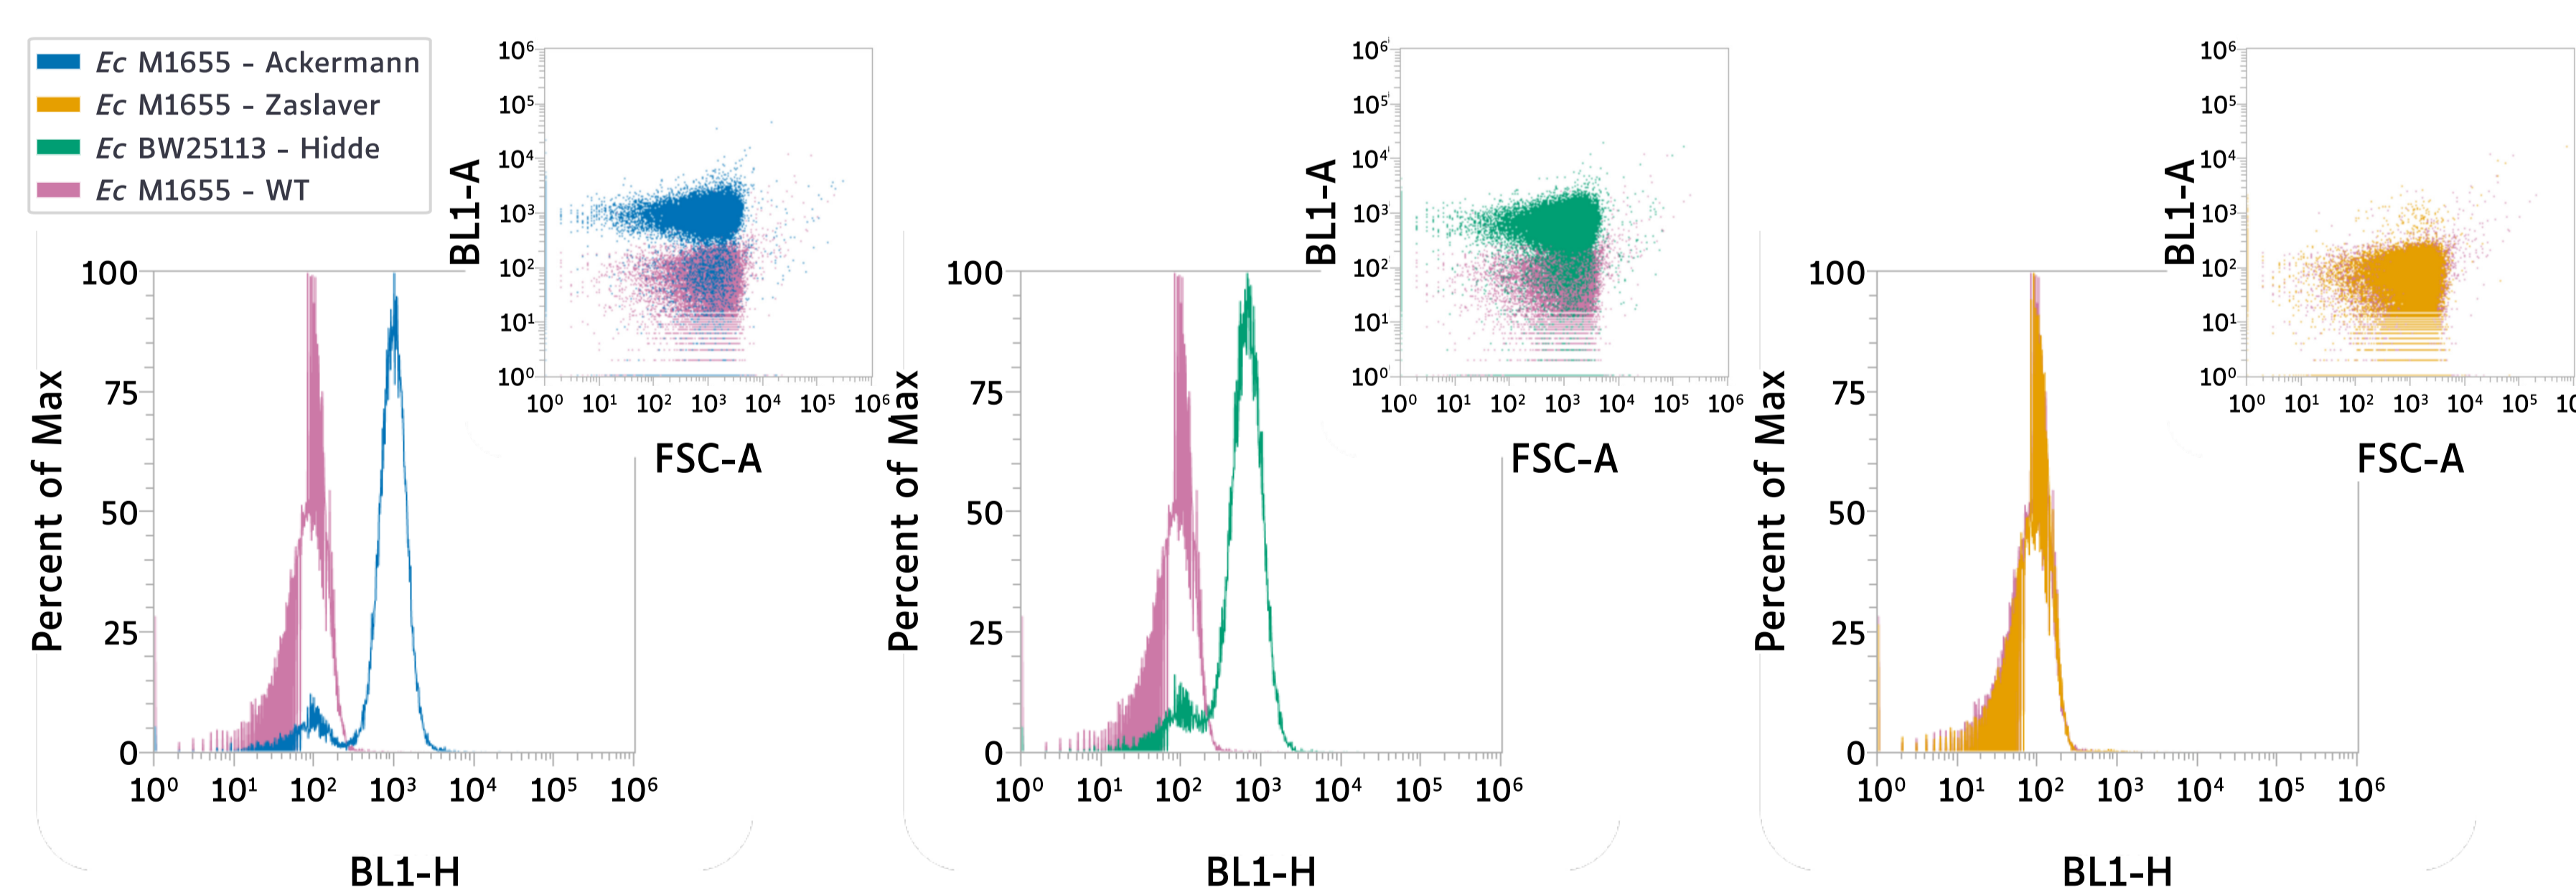 Ec M1655 - Ackermann
Ec M1655 - Zaslaver
Ec BW25113 - Hidde
Ec M1655 - WT
BL1-A
10⁶
10⁵
10⁴
10³
10²
10¹
10⁰
10⁰ 10¹ 10² 10³ 10⁴ 10⁵ 10⁶
FSC-A
Percent of Max
100
75
50
25
0
10⁰ 10¹ 10² 10³ 10⁴ 10⁵ 10⁶
BL1-H
BL1-A
10⁶
10⁵
10⁴
10³
10²
10¹
10⁰
10⁰ 10¹ 10² 10³ 10⁴ 10⁵ 10⁶
FSC-A
Percent of Max
100
75
50
25
0
10⁰ 10¹ 10² 10³ 10⁴ 10⁵ 10⁶
BL1-H
BL1-A
10⁶
10⁵
10⁴
10³
10²
10¹
10⁰
10⁰ 10¹ 10² 10³ 10⁴ 10⁵
FSC-A
Percent of Max
100
75
50
25
0
10⁰ 10¹ 10² 10³ 10⁴ 10⁵ 10⁶
BL1-H